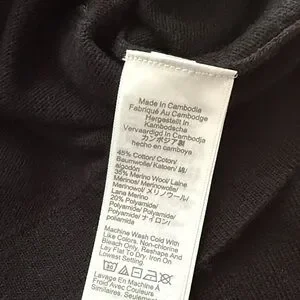 Made In Cambodia
Fabriqué Au Cambodge
Hergestellt In
Kambodscha
Vervaardigd In Cambodja
カンボジア製
hecho en camboya
45% Cotton/ Coton/
Baumwolle/ Katoen/ 綿/
algodón
35% Merino Wool/ Laine
Mérinos/ Merinowolle/
Merinowol/ メリノウール/
Lana Merino
20% Polyamide/
Polyamide/ Polyamid/
Polyamide/ ナイロン/
poliamida
Machine Wash Cold With
Like Colors. Non-chlorine
Bleach Only, Reshape And
Lay Flat To Dry. Iron On
Lowest Setting.
Lavage En Machine À
Froid Avec Couleurs
Similaires, Seulement